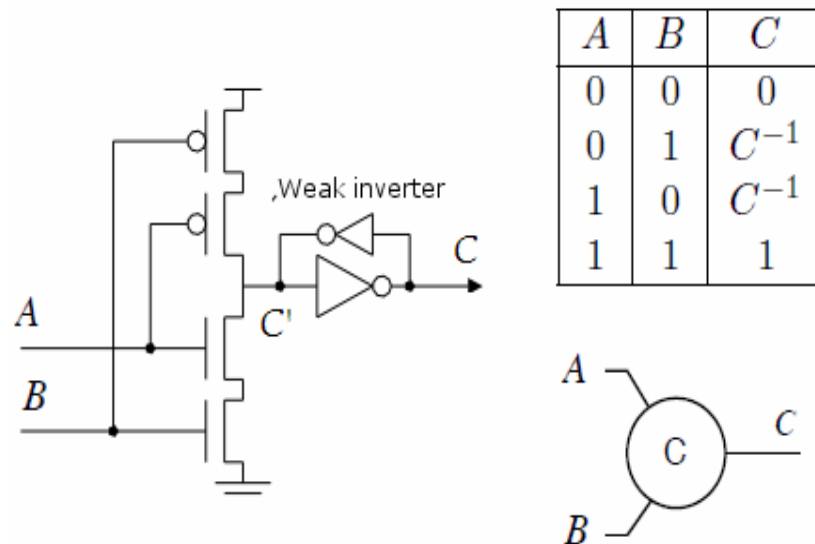 A B C
0 0 0
0 1 C⁻¹
1 0 C⁻¹
1 1 1
,Weak inverter
C
C'
A
B
A
C
C
B